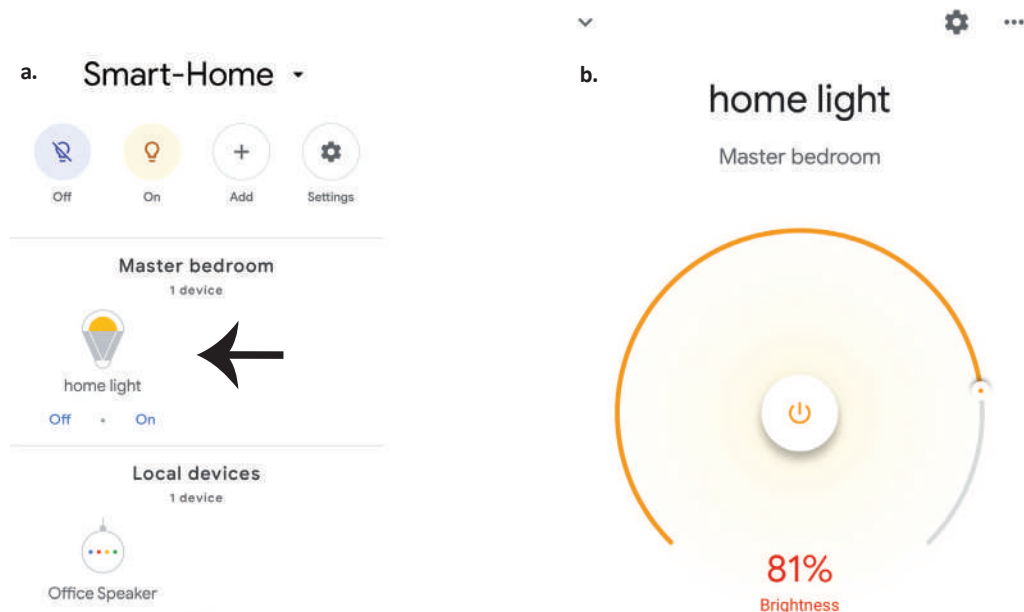 a.
Smart-Home
Off
On
Add
Settings
Master bedroom
1 device
home light
Off • On
Local devices
1 device
Office Speaker
b.
home light
Master bedroom
81%
Brightness